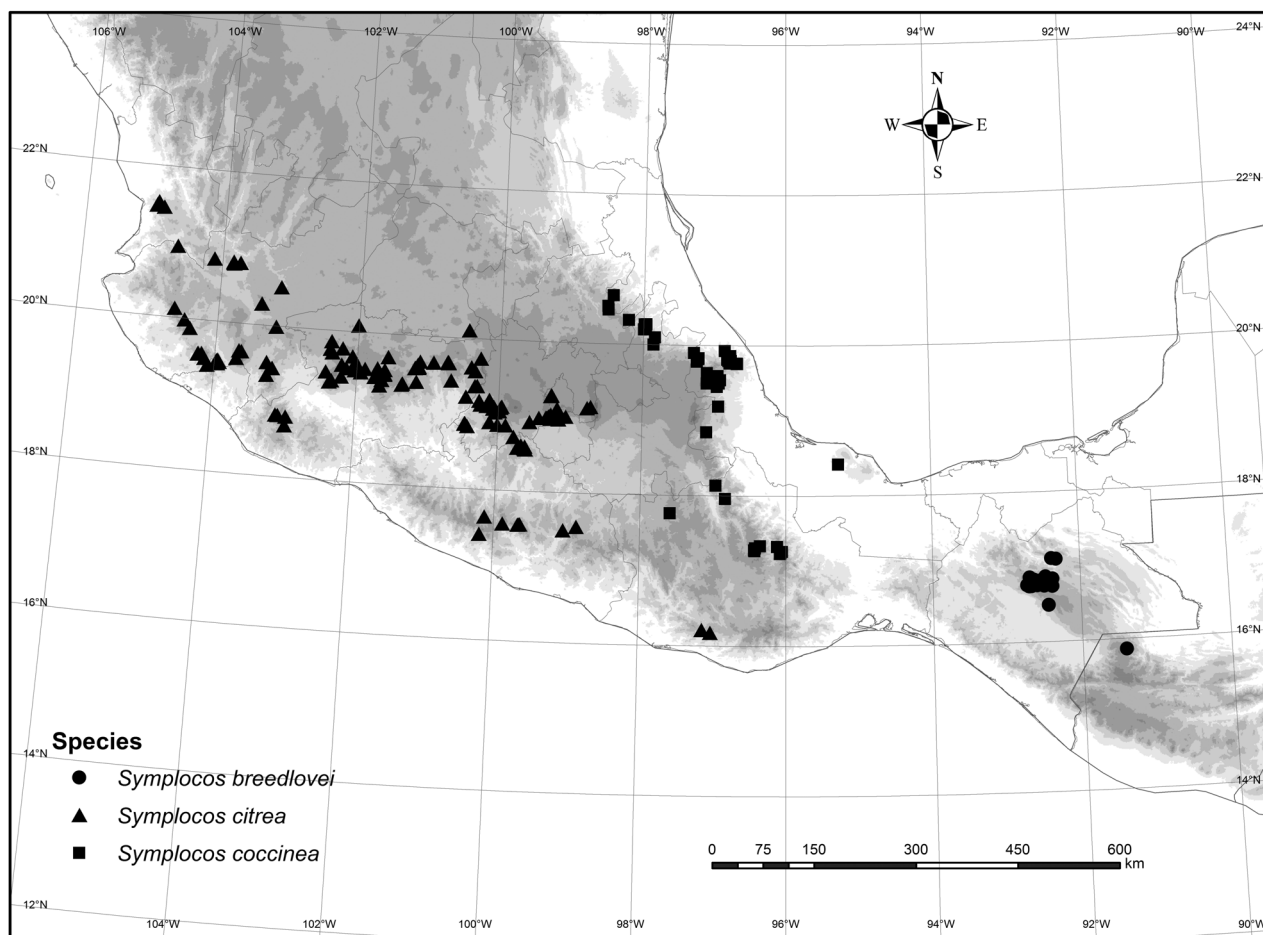 106°W 104°W 102°W 100°W 98°W 96°W 94°W 92°W 90°W 24°N
N
W E
S
22°N 22°N
20°N 20°N
18°N 18°N
16°N 16°N
14°N 14°N
12°N
Species
Symplocos breedlovei
Symplocos citrea
Symplocos coccinea
0 75 150 300 450 600
km
104°W 102°W 100°W 98°W 96°W 94°W 92°W 90°W